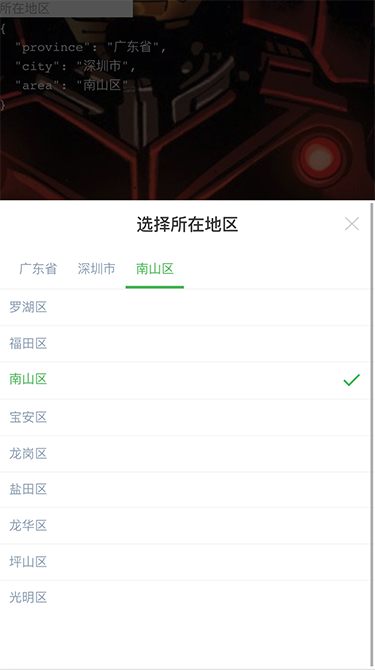 所在地区
{
"province": "广东省",
"city": "深圳市",
"area": "南山区"
}
选择所在地区
广东省 深圳市 南山区
罗湖区
福田区
南山区
宝安区
龙岗区
盐田区
龙华区
坪山区
光明区